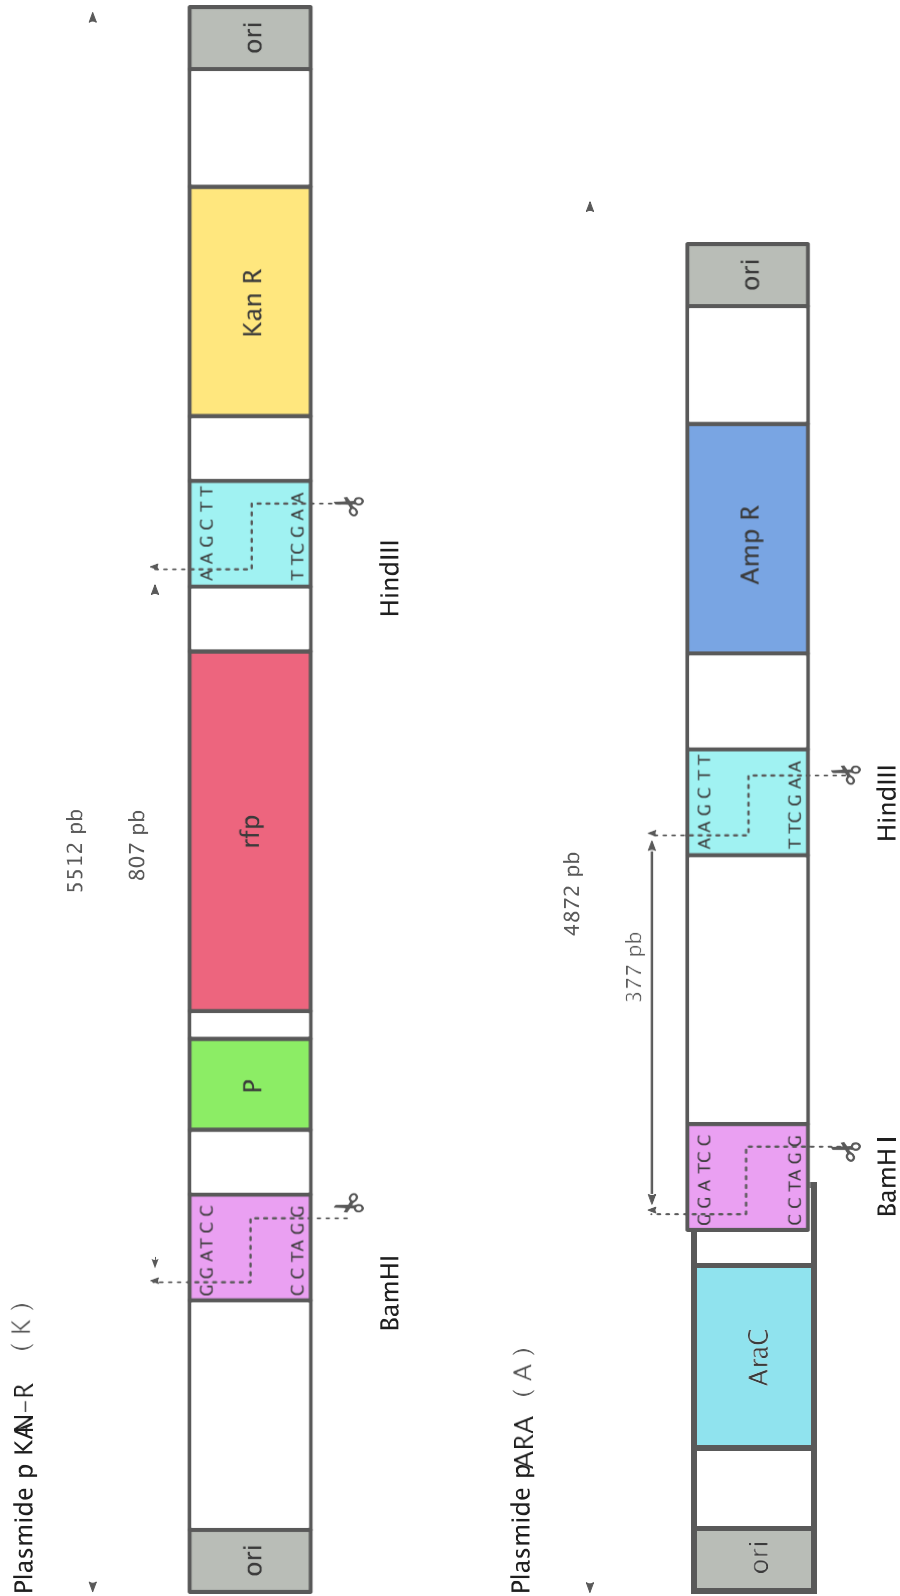 Plasmide p KAN-R (K)
5512 pb
807 pb
ori
GGATCC
CCTAGG
P
rfp
AAGCTT
TTCGAA
Kan R
ori
BamHI
HindIII
Plasmide pARA (A)
4872 pb
377 pb
ori
AraC
GGATCC
CCTAGG
AAGCTT
TTCGAA
Amp R
ori
BamH I
HindIII